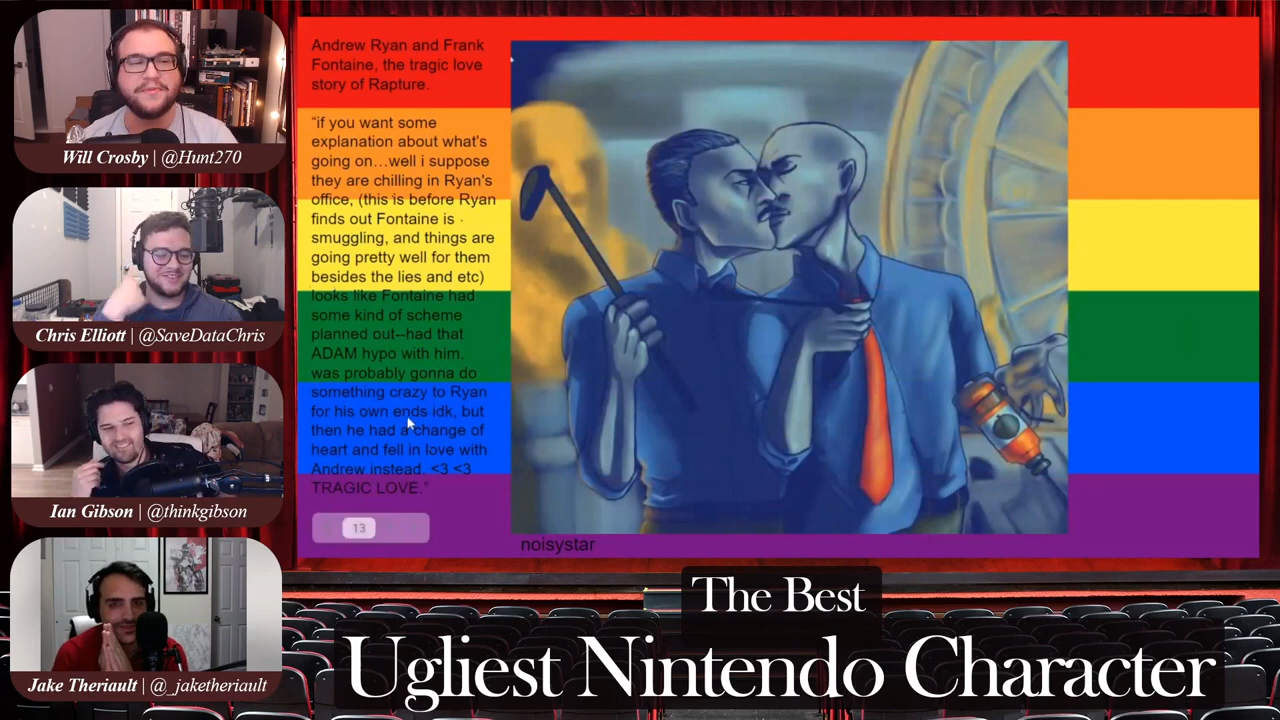 Will Crosby | @Hunt270
Chris Elliott | @SaveDataChris
Ian Gibson | @thinkgibson
Jake Theriault | @_jaketheriault
Andrew Ryan and Frank
Fontaine, the tragic love
story of Rapture.
“if you want some
explanation about what's
going on...well i suppose
they are chilling in Ryan's
office, (this is before Ryan
finds out Fontaine is
smuggling, and things are
going pretty well for them
besides the lies and etc)
looks like Fontaine had
some kind of scheme
planned out--had that
ADAM hypo with him,
was probably gonna do
something crazy to Ryan
for his own ends idk, but
then he had a change of
heart and fell in love with
Andrew instead. <3 <3
TRAGIC LOVE.”
13
noisystar
The Best
Ugliest Nintendo Character